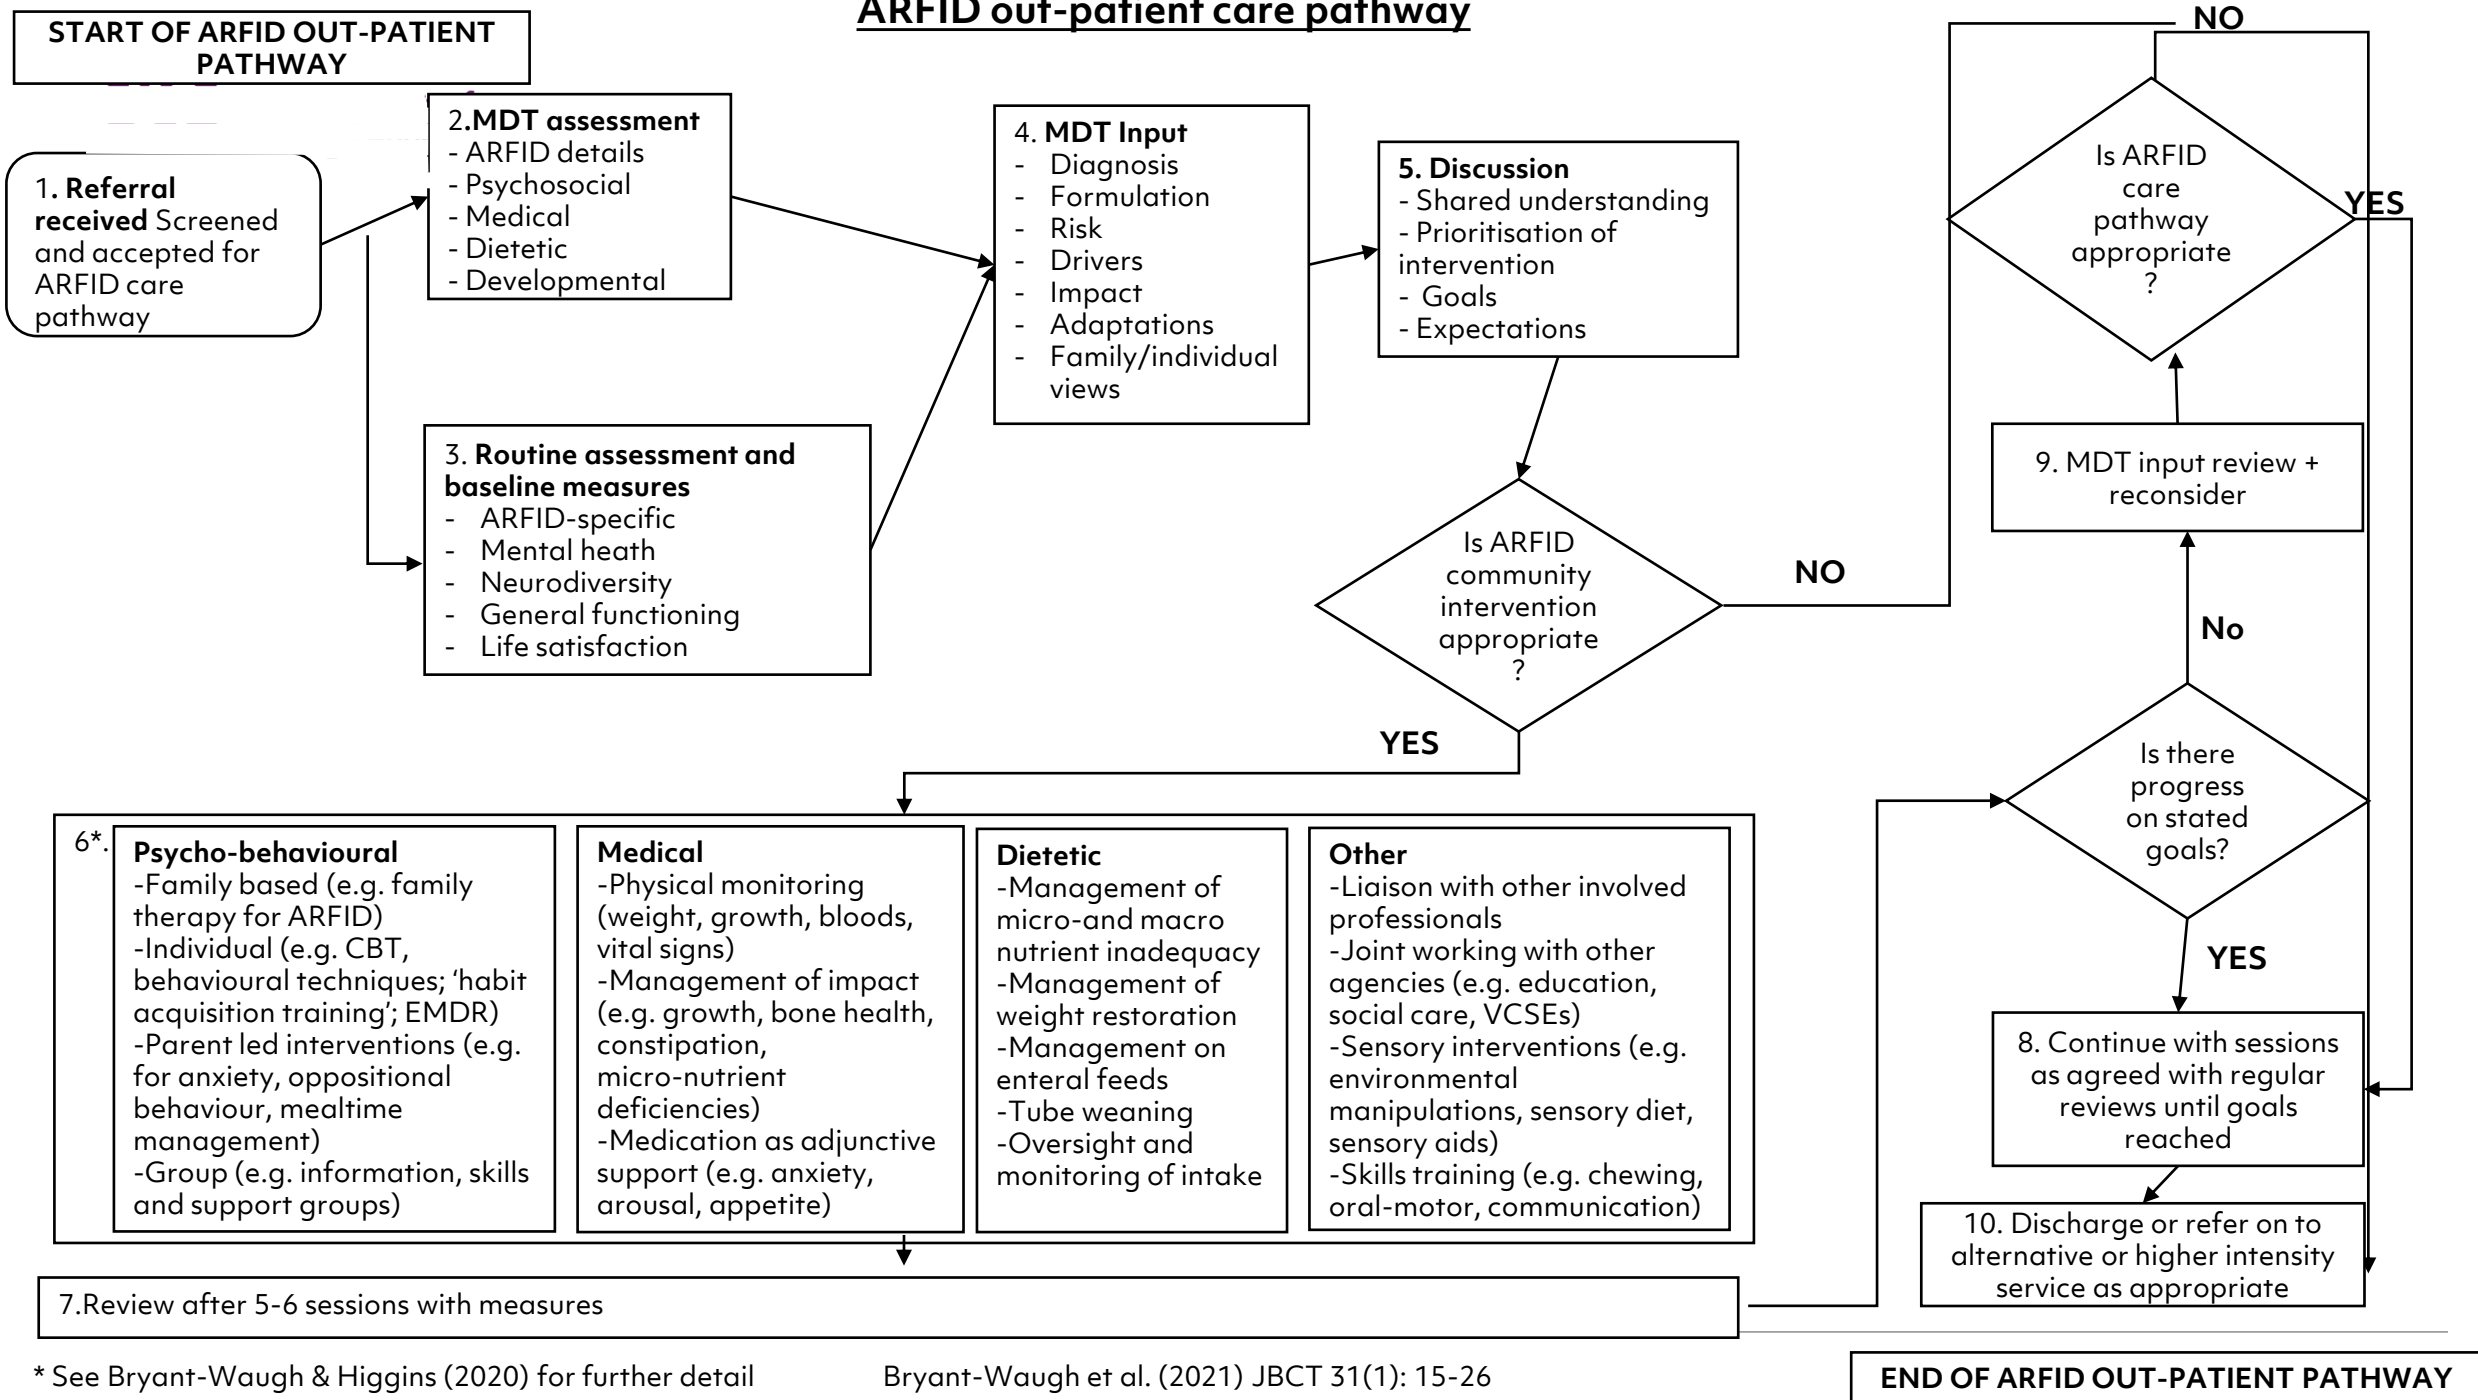 ARFID out-patient care pathway
START OF ARFID OUT-PATIENT
PATHWAY
1. Referral
received Screened
and accepted for
ARFID care
pathway
2.MDT assessment
- ARFID details
- Psychosocial
- Medical
- Dietetic
- Developmental
3. Routine assessment and
baseline measures
- ARFID-specific
- Mental heath
- Neurodiversity
- General functioning
- Life satisfaction
4. MDT Input
- Diagnosis
- Formulation
- Risk
- Drivers
- Impact
- Adaptations
- Family/individual
views
5. Discussion
- Shared understanding
- Prioritisation of
intervention
- Goals
- Expectations
Is ARFID
community
intervention
appropriate
?
NO
YES
6*.
Psycho-behavioural
-Family based (e.g. family
therapy for ARFID)
-Individual (e.g. CBT,
behavioural techniques; ‘habit
acquisition training’; EMDR)
-Parent led interventions (e.g.
for anxiety, oppositional
behaviour, mealtime
management)
-Group (e.g. information, skills
and support groups)
Medical
-Physical monitoring
(weight, growth, bloods,
vital signs)
-Management of impact
(e.g. growth, bone health,
constipation,
micro-nutrient
deficiencies)
-Medication as adjunctive
support (e.g. anxiety,
arousal, appetite)
Dietetic
-Management of
micro-and macro
nutrient inadequacy
-Management of
weight restoration
-Management on
enteral feeds
-Tube weaning
-Oversight and
monitoring of intake
Other
-Liaison with other involved
professionals
-Joint working with other
agencies (e.g. education,
social care, VCSEs)
-Sensory interventions (e.g.
environmental
manipulations, sensory diet,
sensory aids)
-Skills training (e.g. chewing,
oral-motor, communication)
7.Review after 5-6 sessions with measures
Is there
progress
on stated
goals?
No
YES
9. MDT input review +
reconsider
Is ARFID
care
pathway
appropriate
?
NO
YES
8. Continue with sessions
as agreed with regular
reviews until goals
reached
10. Discharge or refer on to
alternative or higher intensity
service as appropriate
* See Bryant-Waugh & Higgins (2020) for further detail
Bryant-Waugh et al. (2021) JBCT 31(1): 15-26
END OF ARFID OUT-PATIENT PATHWAY